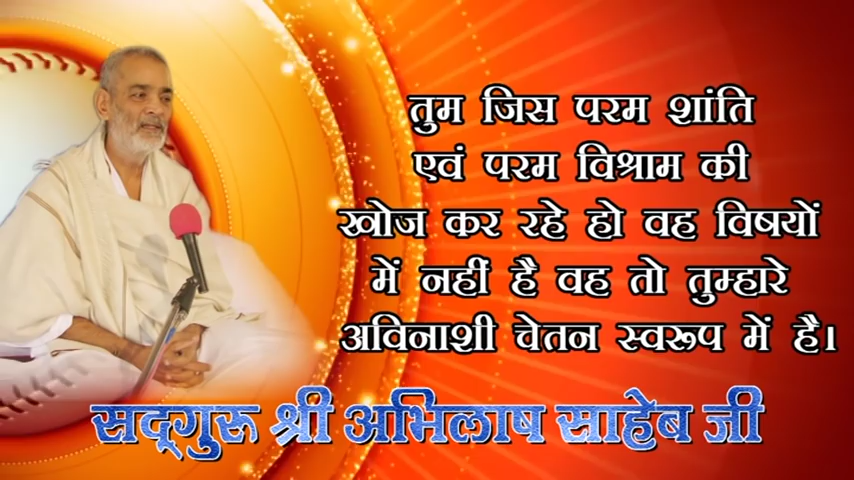 तुम जिस परम शांति
एवं परम विश्राम की
खोज कर रहे हो वह विषयों
में नहीं है वह तो तुम्हारे
अविनाशी चेतन स्वरूप में है।
सद्गुरु श्री अभिलाष साहेब जी